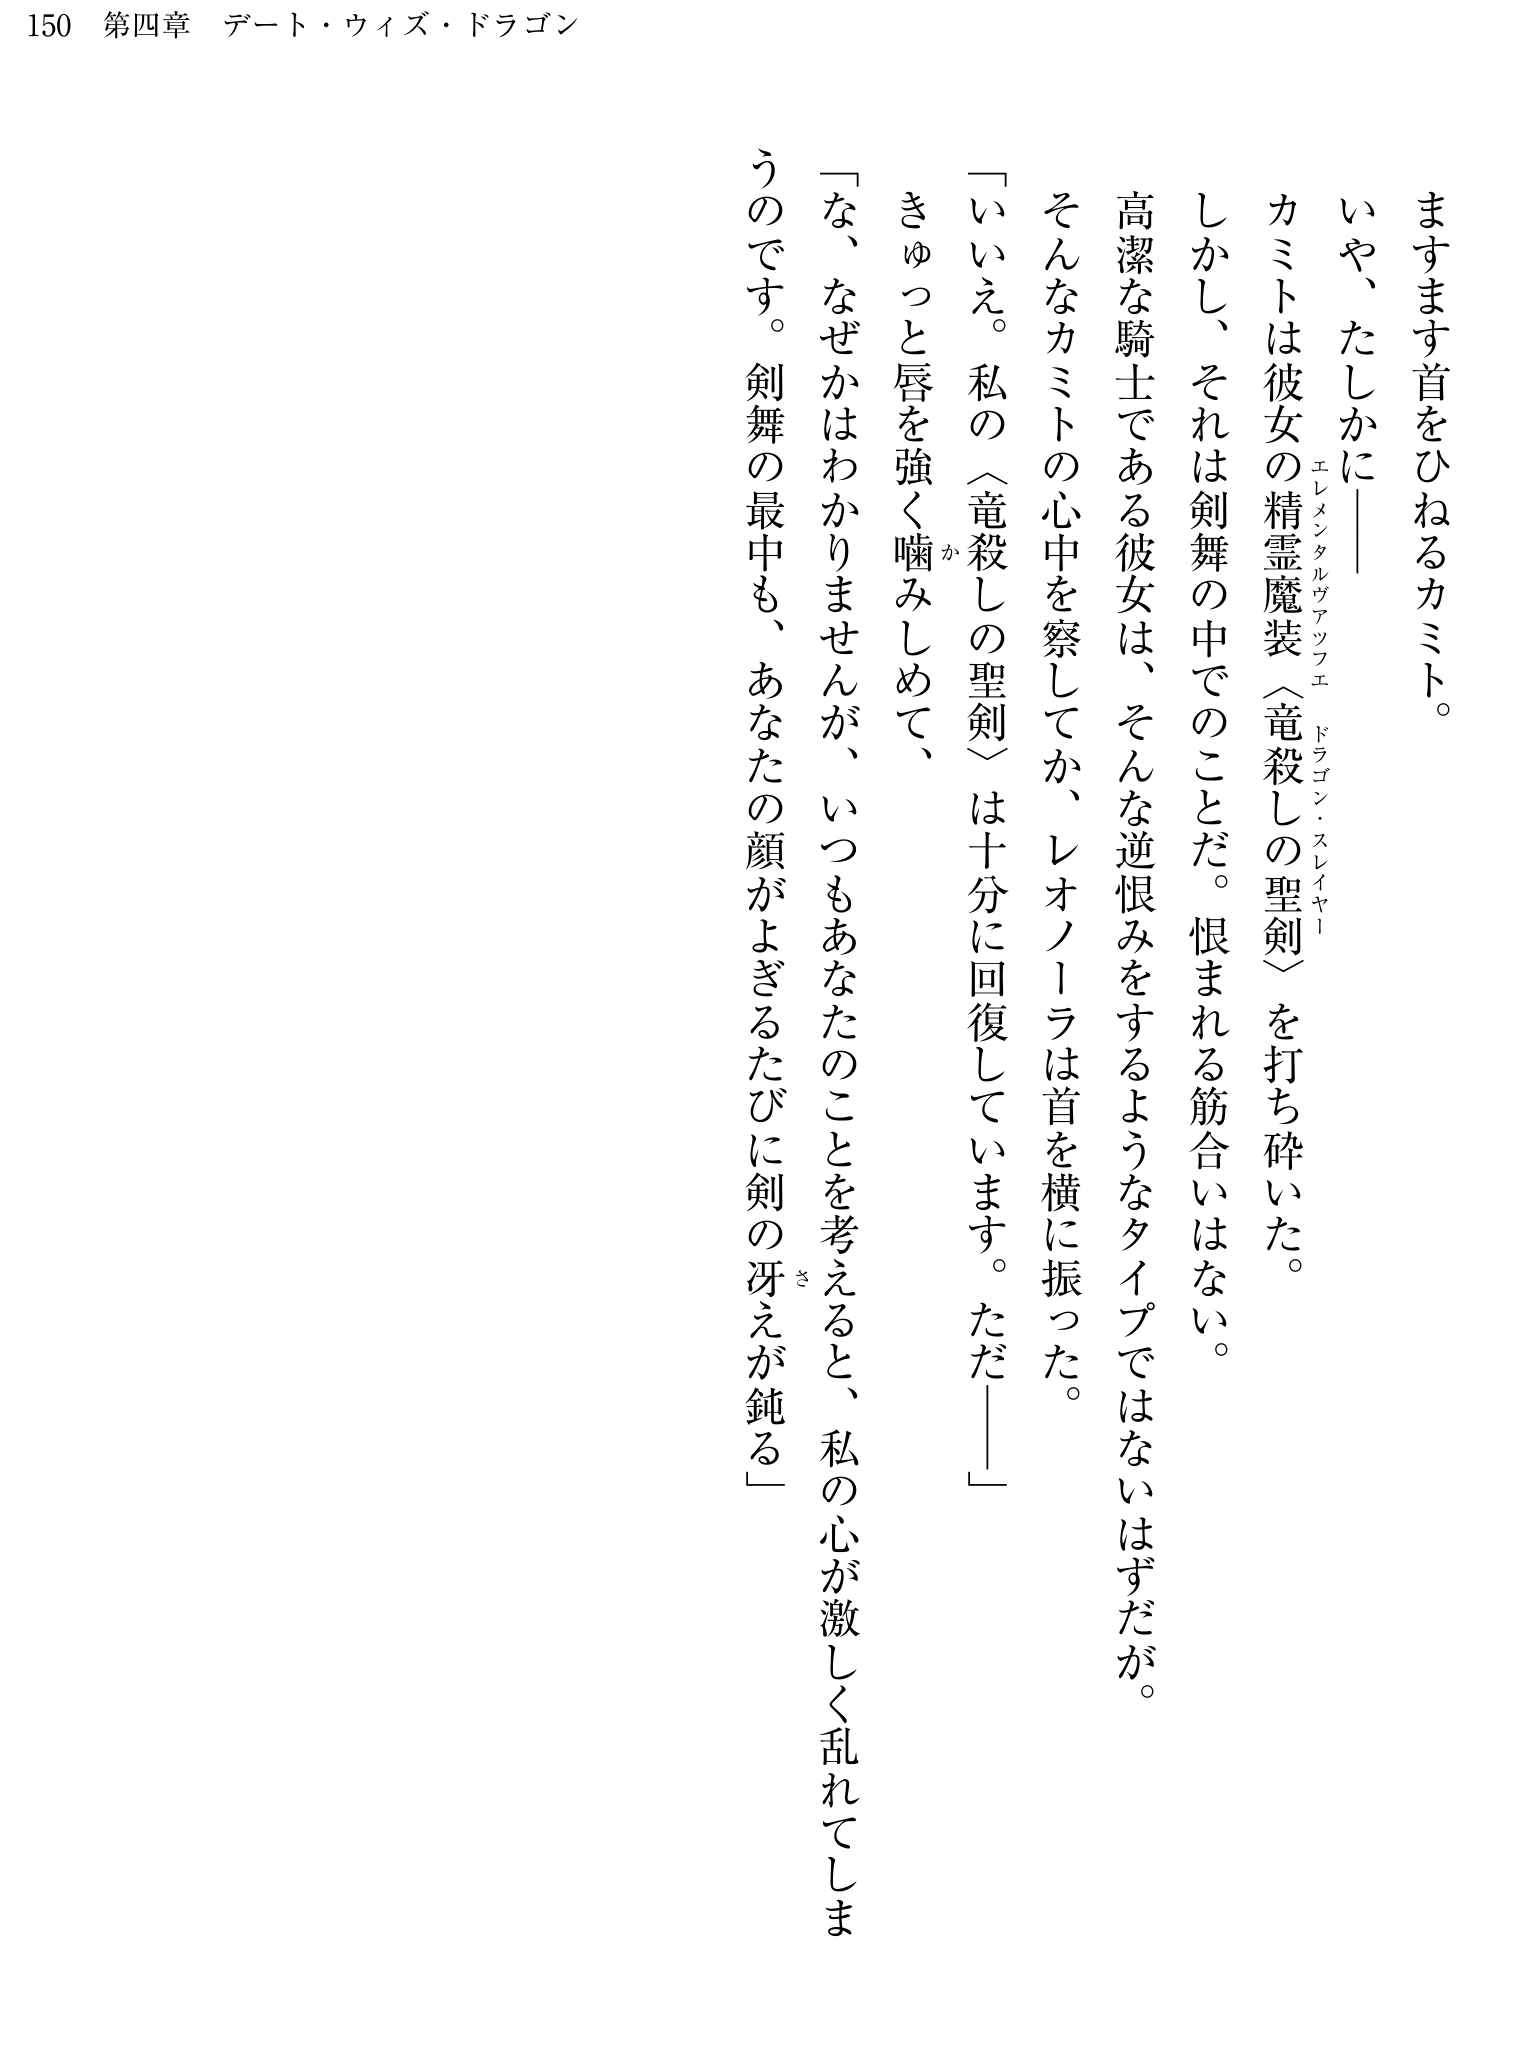 150　第四章　デート・ウィズ・ドラゴン
ますます首をひねるカミト。
いや、たしかに――
カミトは彼女の精霊魔装〈竜殺しの聖剣〉を打ち砕いた。
エレメンタルヴァッフェ　ドラゴン・スレイヤー
しかし、それは剣舞の中でのことだ。恨まれる筋合いはない。
高潔な騎士である彼女は、そんな逆恨みをするようなタイプではないはずだが。
そんなカミトの心中を察してか、レオノーラは首を横に振った。
「いいえ。私の〈竜殺しの聖剣〉は十分に回復しています。ただ――」
きゅっと唇を強く噛みしめて、
か
「な、なぜかはわかりませんが、いつもあなたのことを考えると、私の心が激しく乱れてしま
うのです。剣舞の最中も、あなたの顔がよぎるたびに剣の冴えが鈍る」
さ